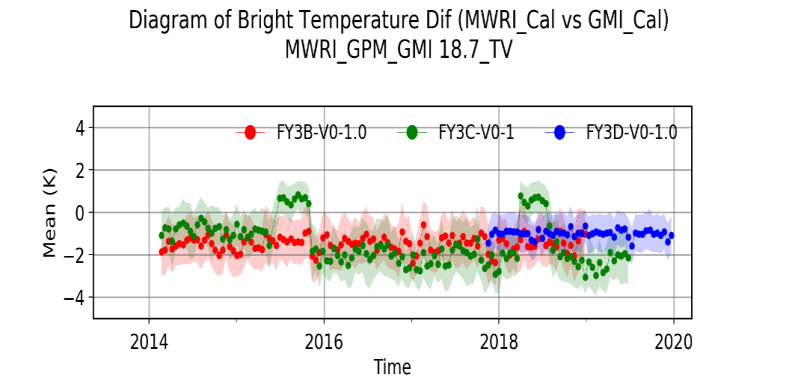 Diagram of Bright Temperature Dif (MWRI_Cal vs GMI_Cal)
MWRI_GPM_GMI 18.7_TV
FY3B-V0-1.0 FY3C-V0-1 FY3D-V0-1.0
Mean (K)
4
2
0
−2
−4
2014 2016 2018 2020
Time